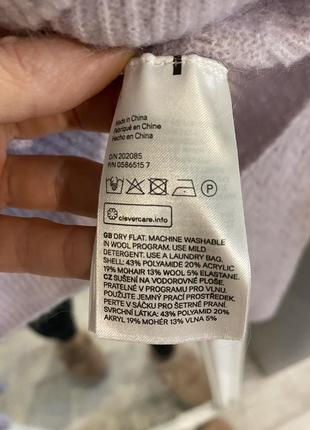 Made in China
Fabriqué en Chine
Hecho en China
O/N 202085
P/N 0586515 7
P
clevercare.info
GB DRY FLAT. MACHINE WASHABLE
IN WOOL PROGRAM. USE MILD
DETERGENT. USE A LAUNDRY BAG.
SHELL: 43% POLYAMIDE 20% ACRYLIC
19% MOHAIR 13% WOOL 5% ELASTANE.
CZ SUŠENÍ NA VODOROVNÉ PLOŠE.
PRATELNÉ V PROGRAMU PRO VLNU.
POUŽIJTE JEMNÝ PRACÍ PROSTŘEDEK.
PERTE V SÁČKU PRO ŠETRNÉ PRANÍ.
SVRCHNÍ LÁTKA: 43% POLYAMID 20%
AKRYL 19% MOHÉR 13% VLNA 5%